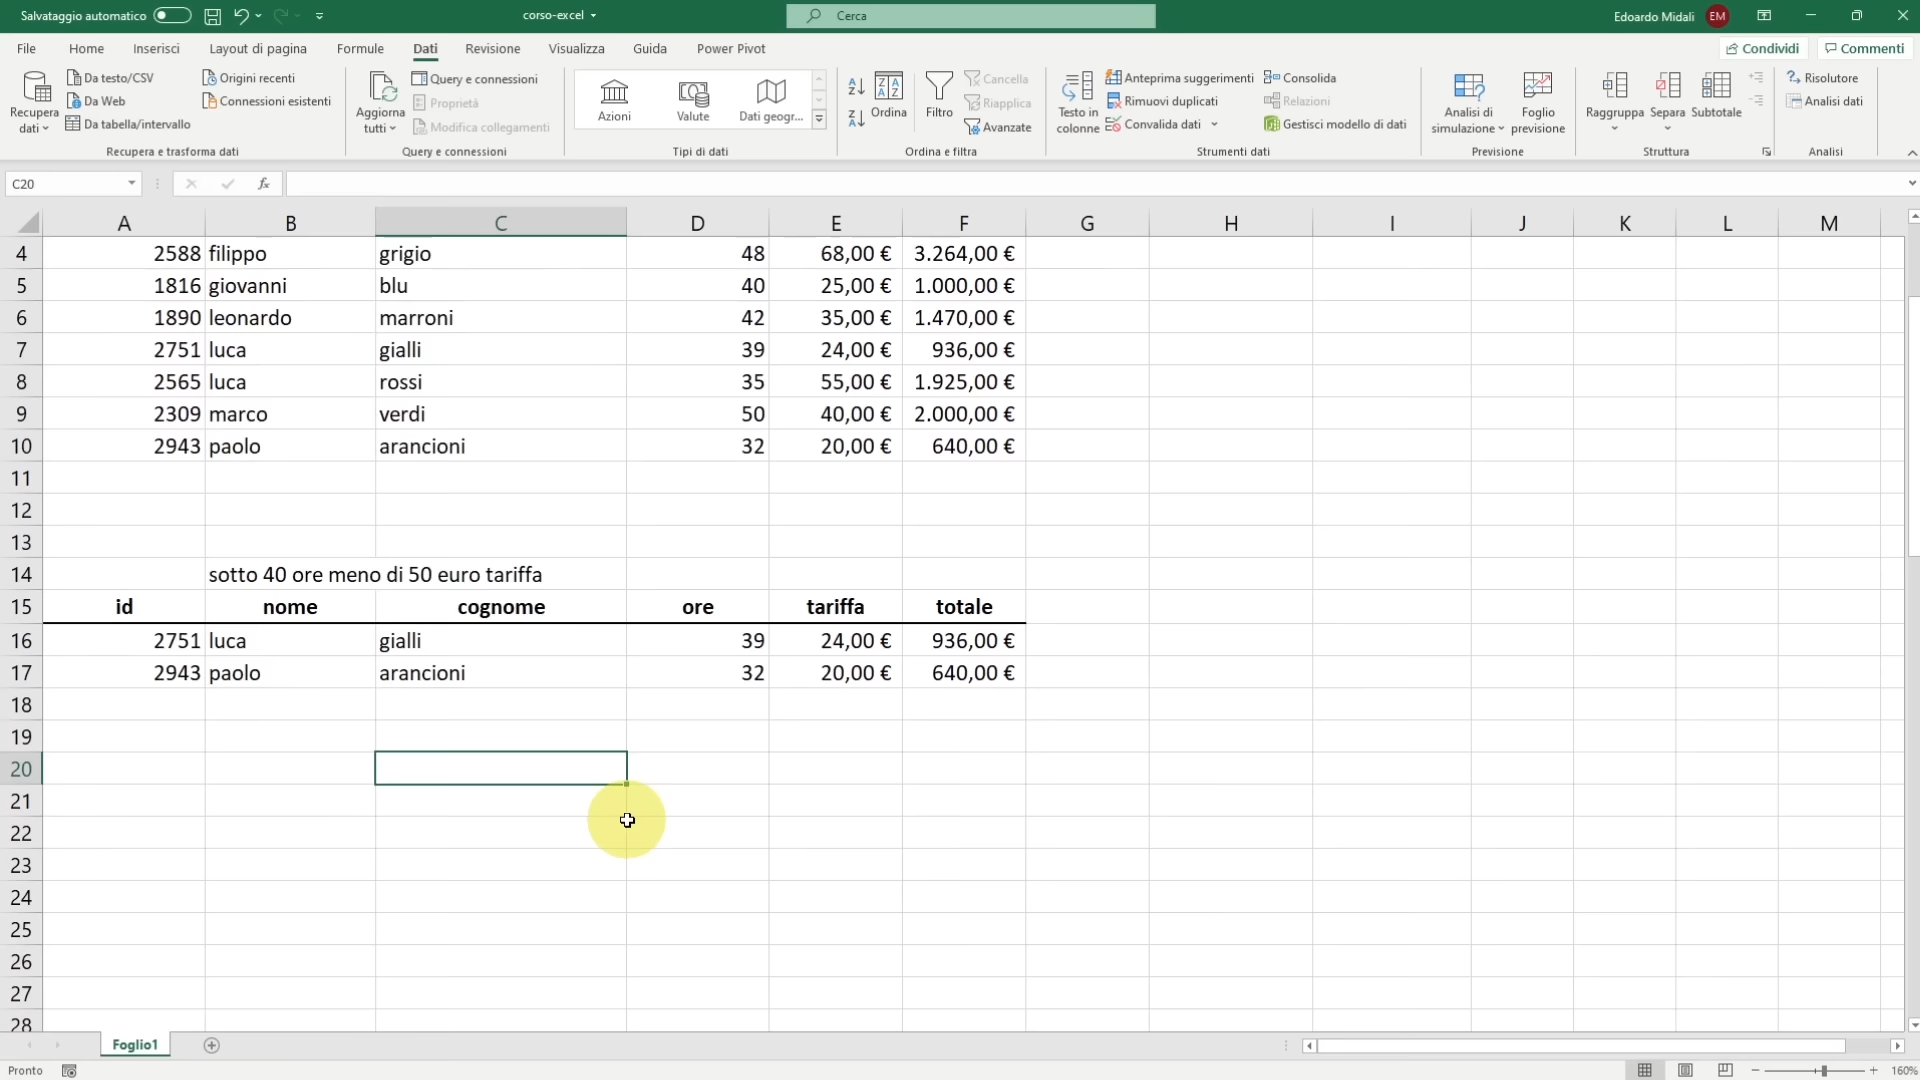 Salvataggio automatico
corso-excel
Cerca
Edoardo Midali EM
File Home Inserisci Layout di pagina Formule Dati Revisione Visualizza Guida Power Pivot Condividi Commenti
Recupera dati
Da testo/CSV
Da Web
Da tabella/intervallo
Origini recenti
Connessioni esistenti
Recupera e trasforma dati
Aggiorna tutti
Query e connessioni
Proprietà
Modifica collegamenti
Query e connessioni
Azioni
Valute
Dati geogr...
Tipi di dati
Ordina
Filtro
Cancella
Riapplica
Avanzate
Ordina e filtra
Testo in colonne
Anteprima suggerimenti
Rimuovi duplicati
Convalida dati
Consolida
Relazioni
Gestisci modello di dati
Strumenti dati
Analisi di simulazione
Foglio previsione
Previsione
Raggruppa
Separa
Subtotale
Struttura
Risolutore
Analisi dati
Analisi
C20
fx
A B C D E F G H I J K L M
4 2588 filippo grigio 48 68,00 € 3.264,00 €
5 1816 giovanni blu 40 25,00 € 1.000,00 €
6 1890 leonardo marroni 42 35,00 € 1.470,00 €
7 2751 luca gialli 39 24,00 € 936,00 €
8 2565 luca rossi 35 55,00 € 1.925,00 €
9 2309 marco verdi 50 40,00 € 2.000,00 €
10 2943 paolo arancioni 32 20,00 € 640,00 €
11
12
13
14 sotto 40 ore meno di 50 euro tariffa
15 id nome cognome ore tariffa totale
16 2751 luca gialli 39 24,00 € 936,00 €
17 2943 paolo arancioni 32 20,00 € 640,00 €
18
19
20
21
22
23
24
25
26
27
28
Foglio1
Pronto
160%